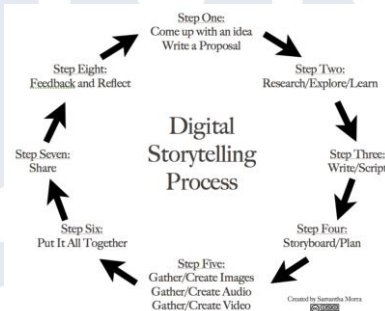 Step One:
Come up with an idea
Write a Proposal
Step Two:
Research/Explore/Learn
Step Three:
Write/Script
Step Four:
Storyboard/Plan
Step Five:
Gather/Create Images
Gather/Create Audio
Gather/Create Video
Step Six:
Put It All Together
Step Seven:
Share
Step Eight:
Feedback and Reflect
Digital
Storytelling
Process
Created by Samantha Morra